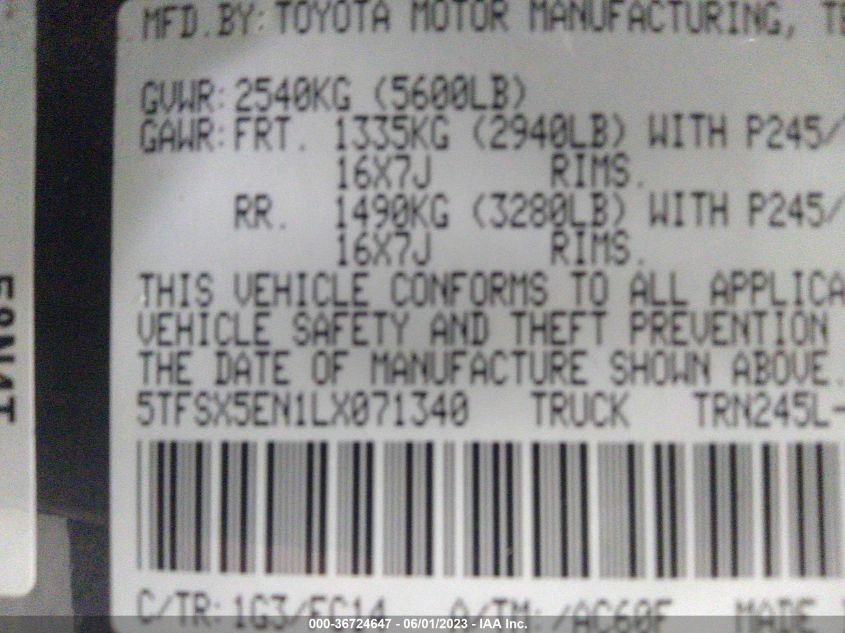 MFD.BY: TOYOTA MOTOR MANUFACTURING, TE
GVWR: 2540KG (5600LB)
GAWR: FRT. 1335KG (2940LB) WITH P245/
16X7J RIMS.
RR. 1490KG (3280LB) WITH P245/
16X7J RIMS.
THIS VEHICLE CONFORMS TO ALL APPLICA
VEHICLE SAFETY AND THEFT PREVENTION
THE DATE OF MANUFACTURE SHOWN ABOVE.
5TFSX5EN1LX071340 TRUCK TRN245L-
C/TR: 1G3/FC14 A/TM: /AC60F MADE
000-36724647 - 06/01/2023 - IAA Inc.